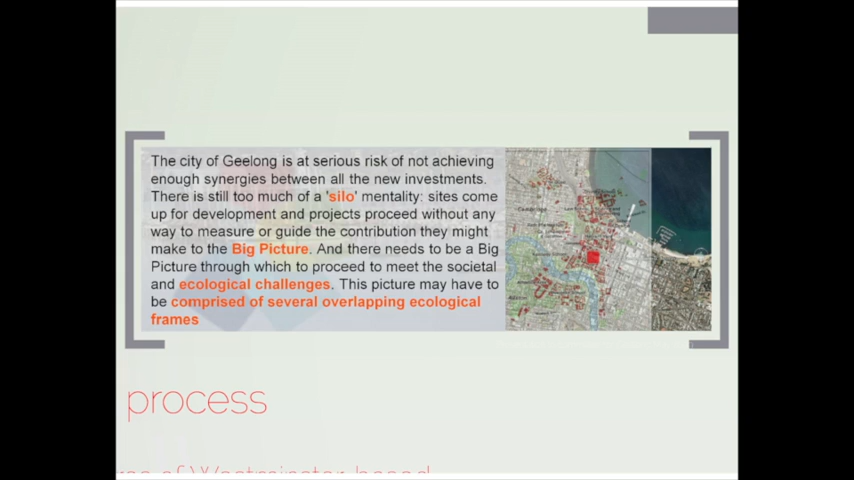 The city of Geelong is at serious risk of not achieving
enough synergies between all the new investments.
There is still too much of a 'silo' mentality: sites come
up for development and projects proceed without any
way to measure or guide the contribution they might
make to the Big Picture. And there needs to be a Big
Picture through which to proceed to meet the societal
and ecological challenges. This picture may have to
be comprised of several overlapping ecological
frames
process